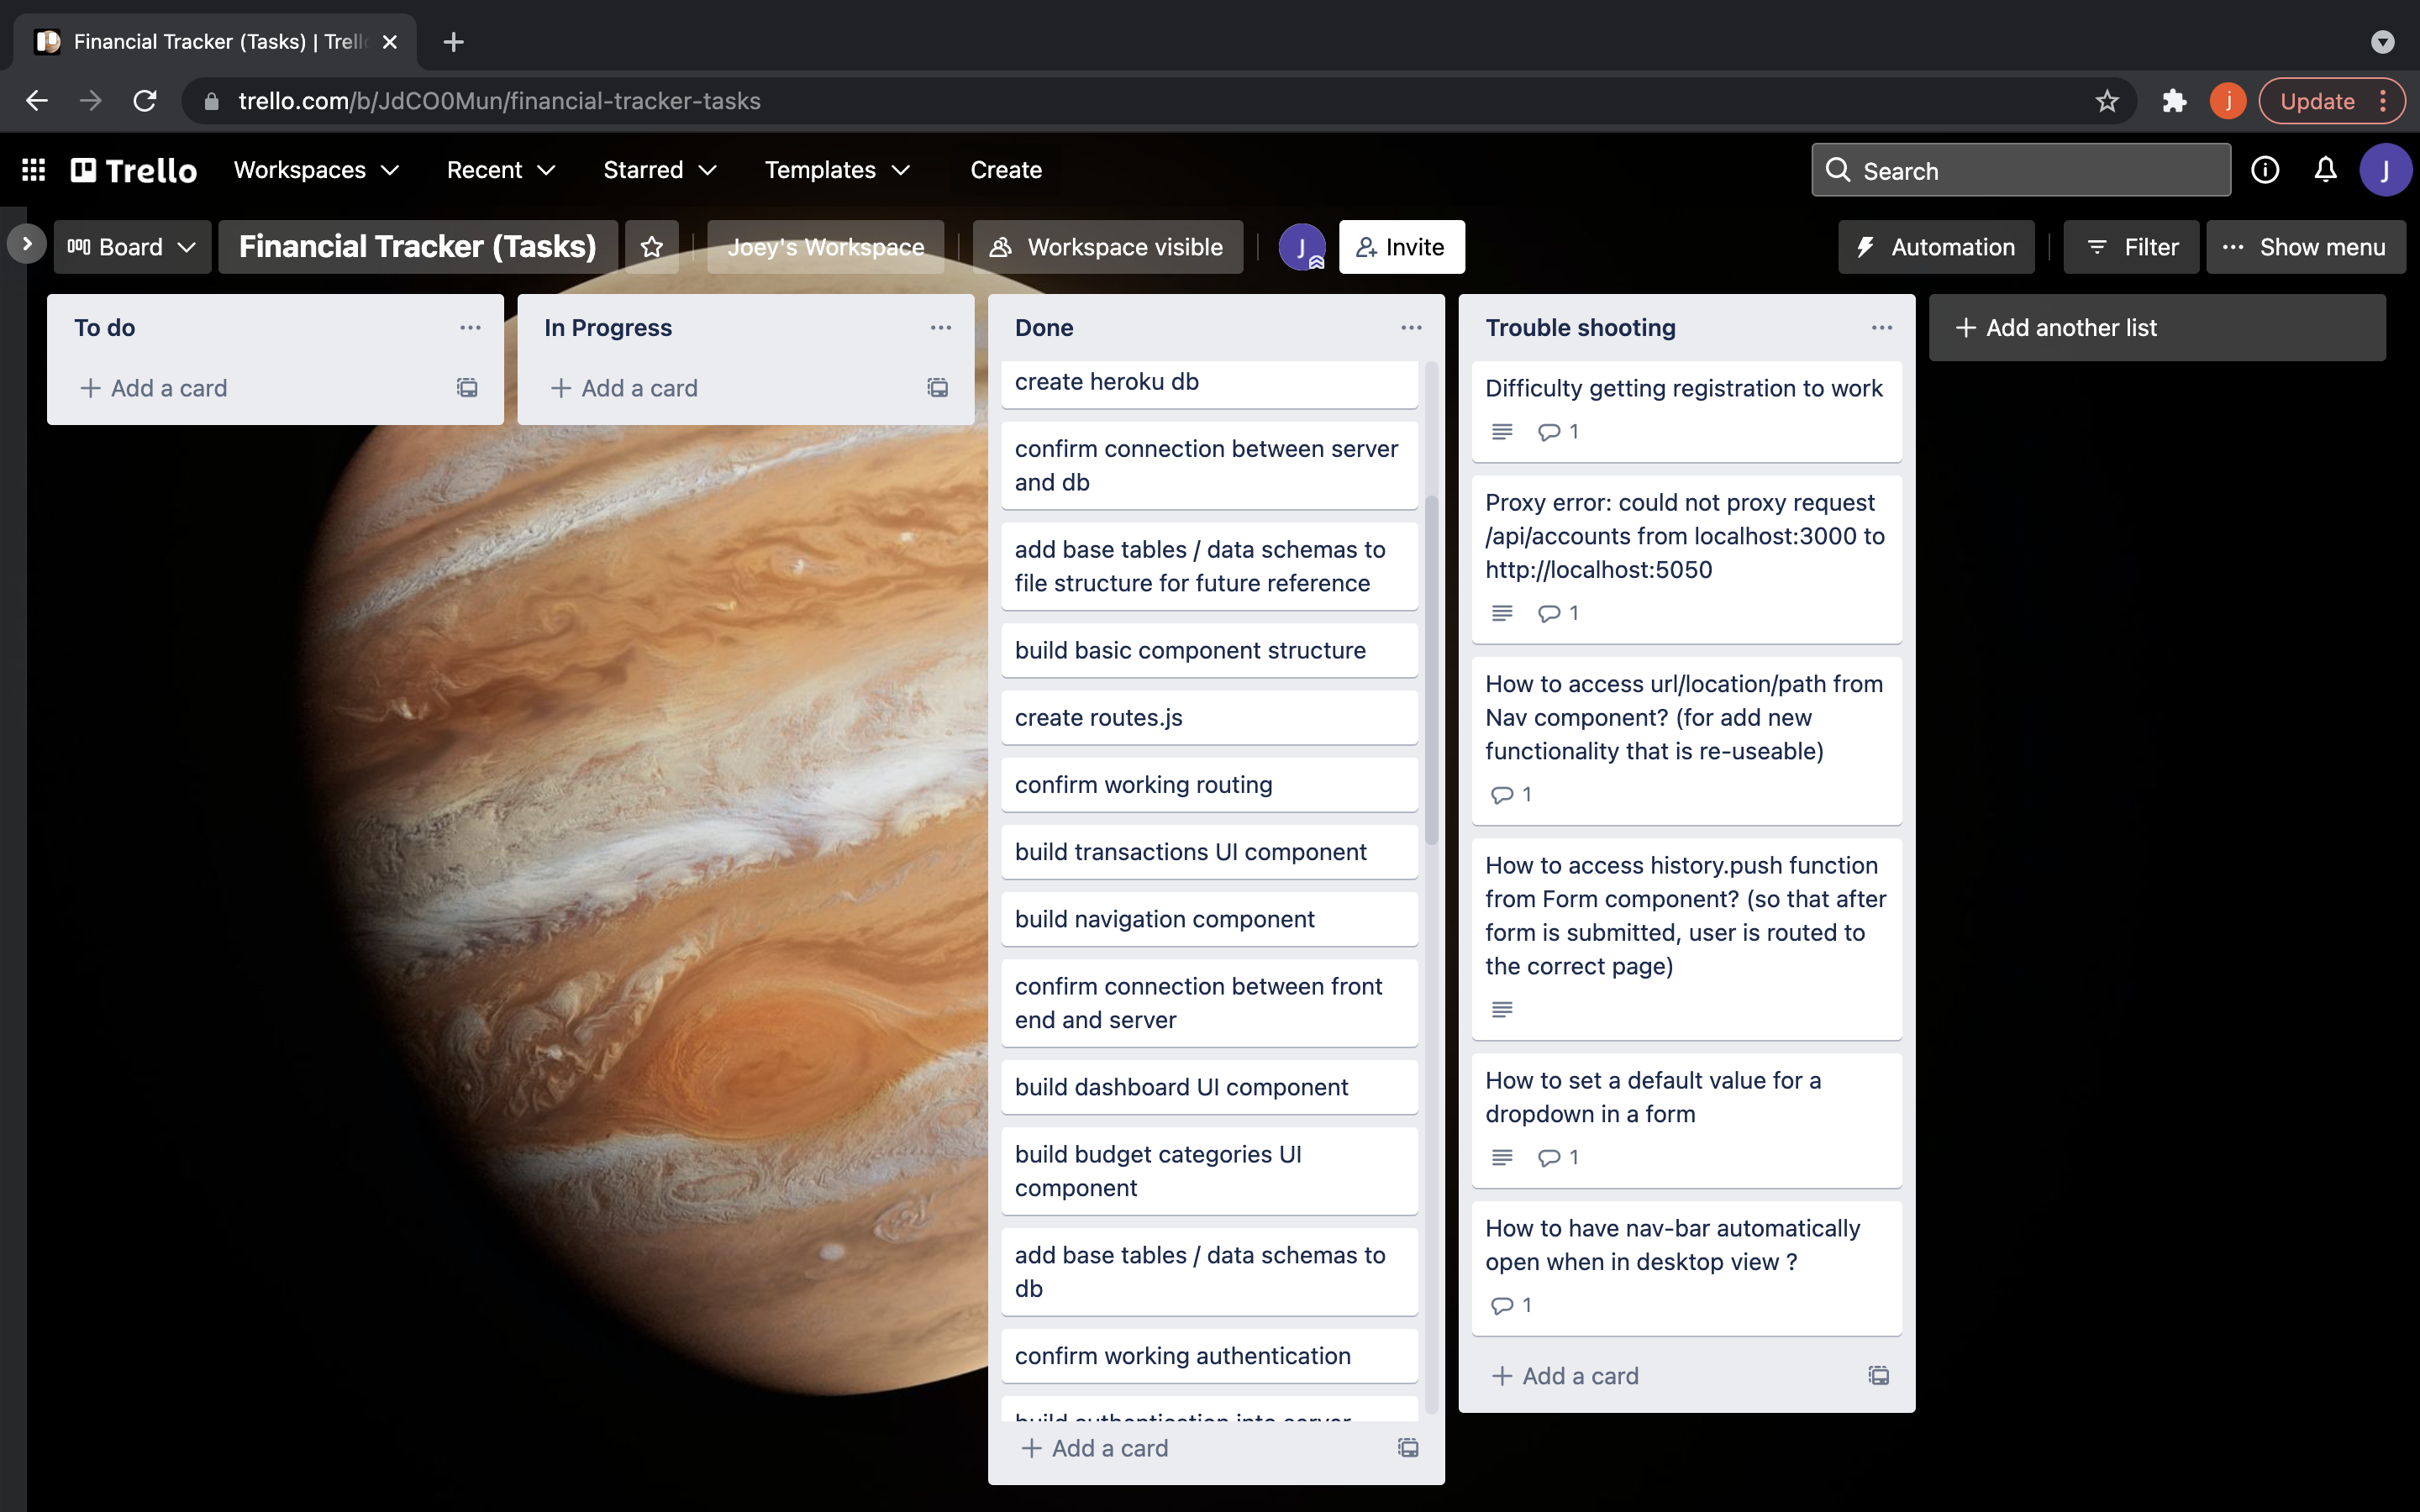 Financial Tracker (Tasks) | Trell
trello.com/b/JdCO0Mun/financial-tracker-tasks
j
Update
Trello
Workspaces
Recent
Starred
Templates
Create
Search
J
Board
Financial Tracker (Tasks)
Joey's Workspace
Workspace visible
J
Invite
Automation
Filter
Show menu
To do
Add a card
In Progress
Add a card
Done
create heroku db
confirm connection between server
and db
add base tables / data schemas to
file structure for future reference
build basic component structure
create routes.js
confirm working routing
build transactions UI component
build navigation component
confirm connection between front
end and server
build dashboard UI component
build budget categories UI
component
add base tables / data schemas to
db
confirm working authentication
build authentication into server
Add a card
Trouble shooting
Difficulty getting registration to work
1
Proxy error: could not proxy request
/api/accounts from localhost:3000 to
http://localhost:5050
1
How to access url/location/path from
Nav component? (for add new
functionality that is re-useable)
1
How to access history.push function
from Form component? (so that after
form is submitted, user is routed to
the correct page)
How to set a default value for a
dropdown in a form
1
How to have nav-bar automatically
open when in desktop view ?
1
Add a card
Add another list